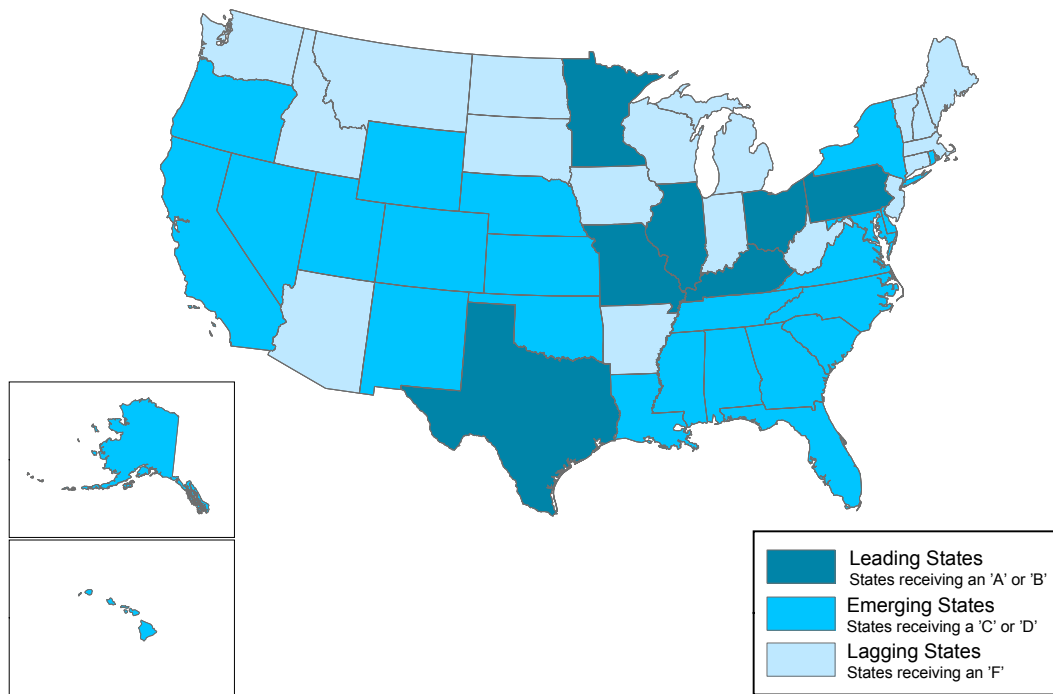 Leading States
States receiving an 'A' or 'B'
Emerging States
States receiving a 'C' or 'D'
Lagging States
States receiving an 'F'